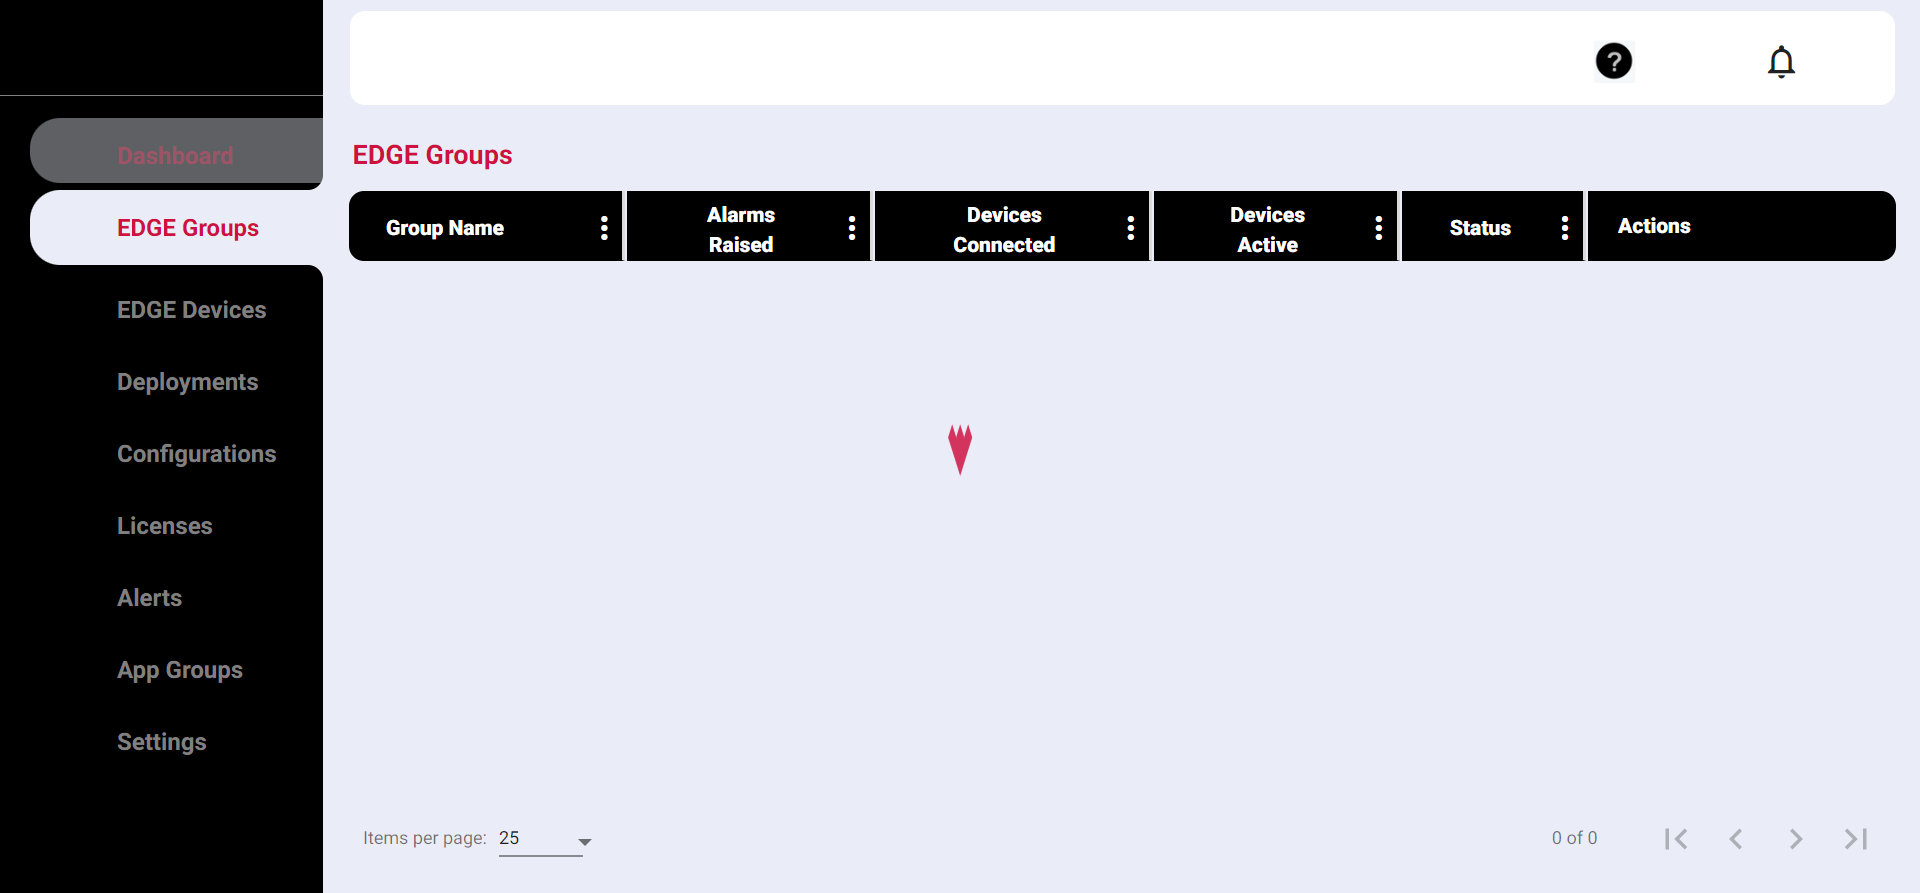 Dashboard
EDGE Groups
EDGE Devices
Deployments
Configurations
Licenses
Alerts
App Groups
Settings
?
EDGE Groups
Group Name
Alarms
Raised
Devices
Connected
Devices
Active
Status
Actions
Items per page: 25
0 of 0